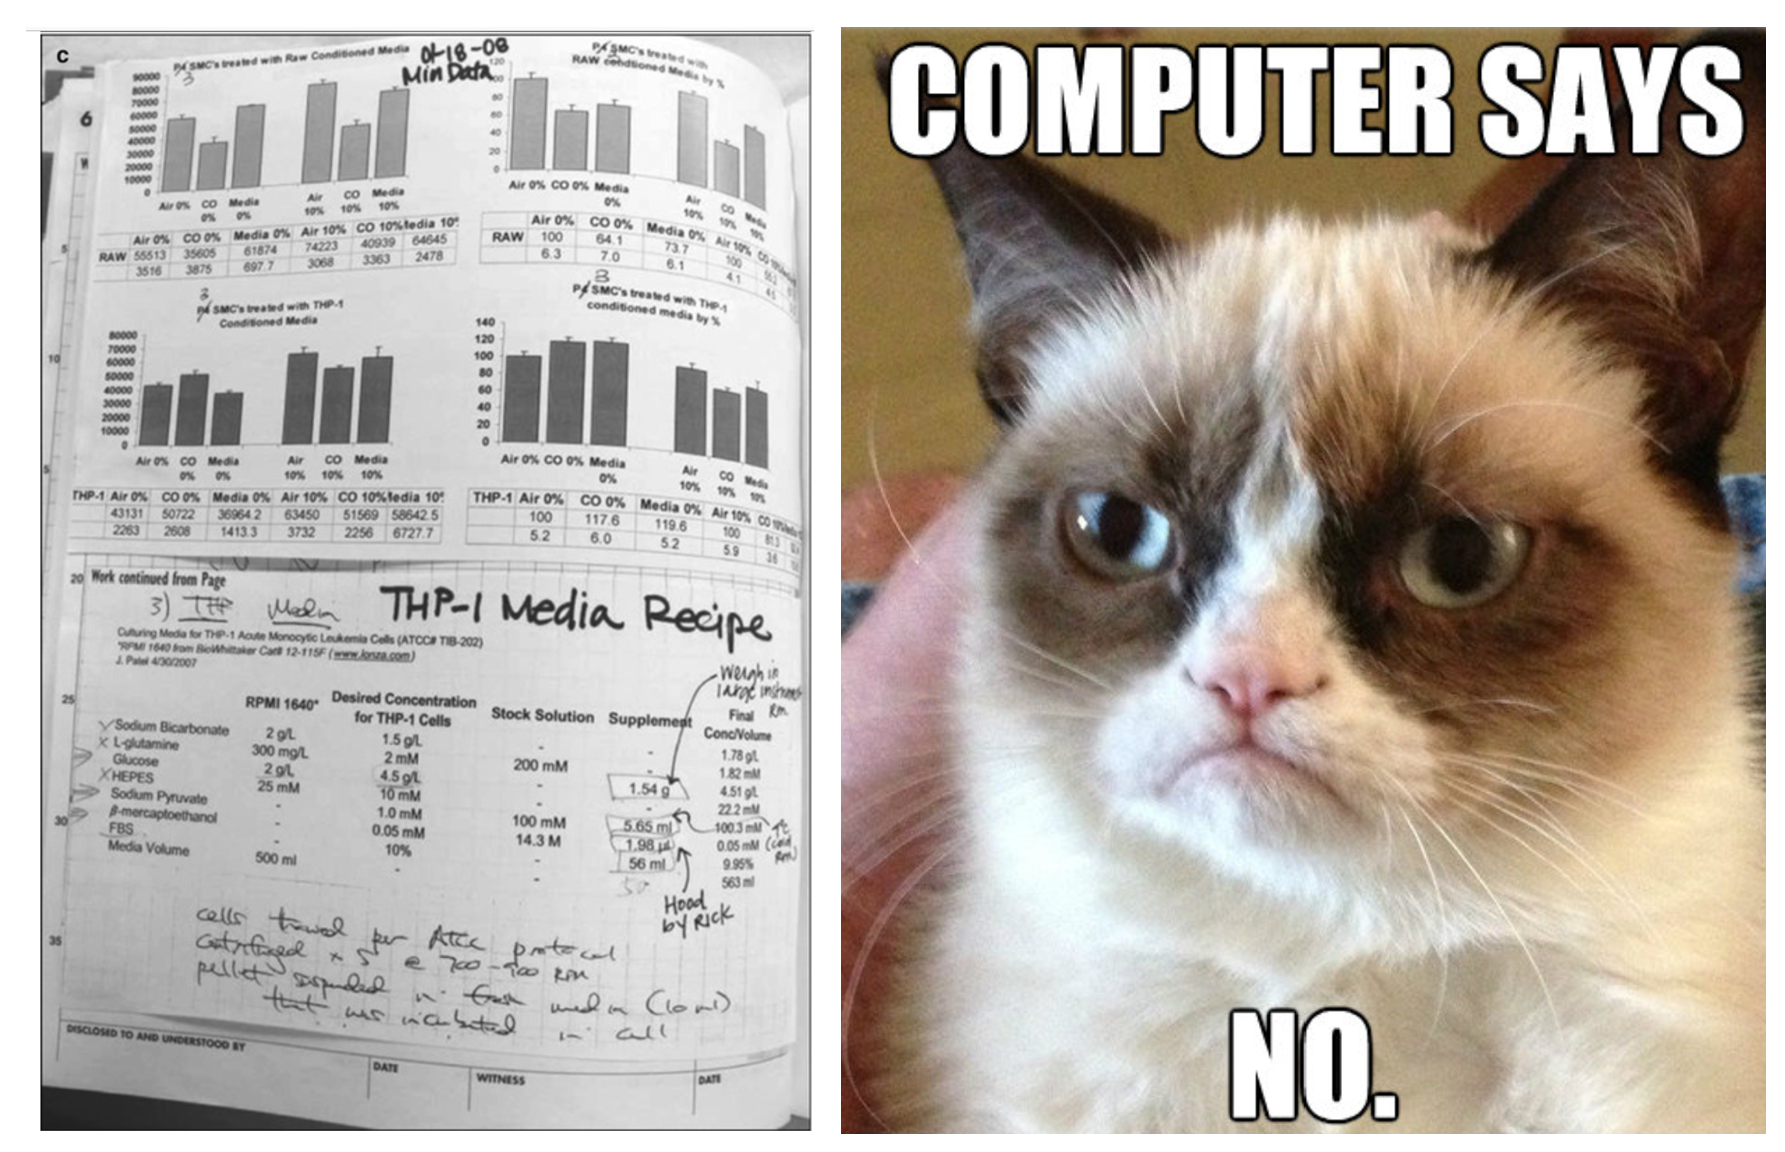 c
PA SMC's treated with Raw Conditioned Media
3
01-18-08
Min Data
90000
80000
70000
60000
50000
40000
30000
20000
10000
0
Air 0% CO 0% Media 0% Air 10% CO 10% Media 10%
Air 0% CO 0% Media 0% Air 10% CO 10% Media 10%
RAW 55513 35605 61874 74223 40939 64645
3516 3875 697.7 3068 3363 2478
PA SMC's treated with
RAW conditioned Media by %
120
100
80
60
40
20
0
Air 0% CO 0% Media 0% Air 10% CO 10% Media 10%
Air 0% CO 0% Media 0% Air 10% CO 10%
RAW 100 64.1 73.7 100
6.3 7.0 6.1 4.1
3
SMC's treated with THP-1
Conditioned Media
80000
70000
60000
50000
40000
30000
20000
10000
0
Air 0% CO 0% Media 0% Air 10% CO 10% Media 10%
THP-1 Air 0% CO 0% Media 0% Air 10% CO 10% Media 10%
43131 50722 36964.2 63450 51569 58642.5
2263 2608 1413.3 3732 2256 6727.7
3
SMC's treated with THP-1
conditioned media by %
140
120
100
80
60
40
20
0
Air 0% CO 0% Media 0% Air 10% CO 10% Media 10%
THP-1 Air 0% CO 0% Media 0% Air 10%
100 117.6 119.6 100
5.2 6.0 5.2 5.9
6
5
10
20
25
30
35
Work continued from Page
3) THP Media
THP-1 Media Recipe
Culturing Media for THP-1 Acute Monocytic Leukemia Cells (ATCC# TIB-202)
*RPMI 1640 from BioWhittaker Cat# 12-115F (www.lonza.com)
J. Patel 4/30/2007
Weigh in
large instrument
Rm.
RPMI 1640* Desired Concentration for THP-1 Cells Stock Solution Supplement Final Conc/Volume
Sodium Bicarbonate 2 g/L 1.5 g/L - - 1.78 g/L
L-glutamine 300 mg/L 2 mM 200 mM - 1.82 mM
Glucose 2 g/L 4.5 g/L - 1.54 g 4.51 g/L
HEPES 25 mM 10 mM - - 22.2 mM
Sodium Pyruvate - 1.0 mM 100 mM 5.65 ml 100.3 mM
β-mercaptoethanol - 0.05 mM 14.3 M 1.98 µl 0.05 mM
FBS - 10% - 56 ml 9.95%
Media Volume 500 ml - - 563 ml
50
(cold
Rm)
Hood
by Rick
cells thawed per ATCC protocol
centrifuged x 5' @ 700-900 RPM
pellet suspended in fresh media (10 ml)
that was incubated in cell
DISCLOSED TO AND UNDERSTOOD BY
DATE
WITNESS
DATE
COMPUTER SAYS
NO.